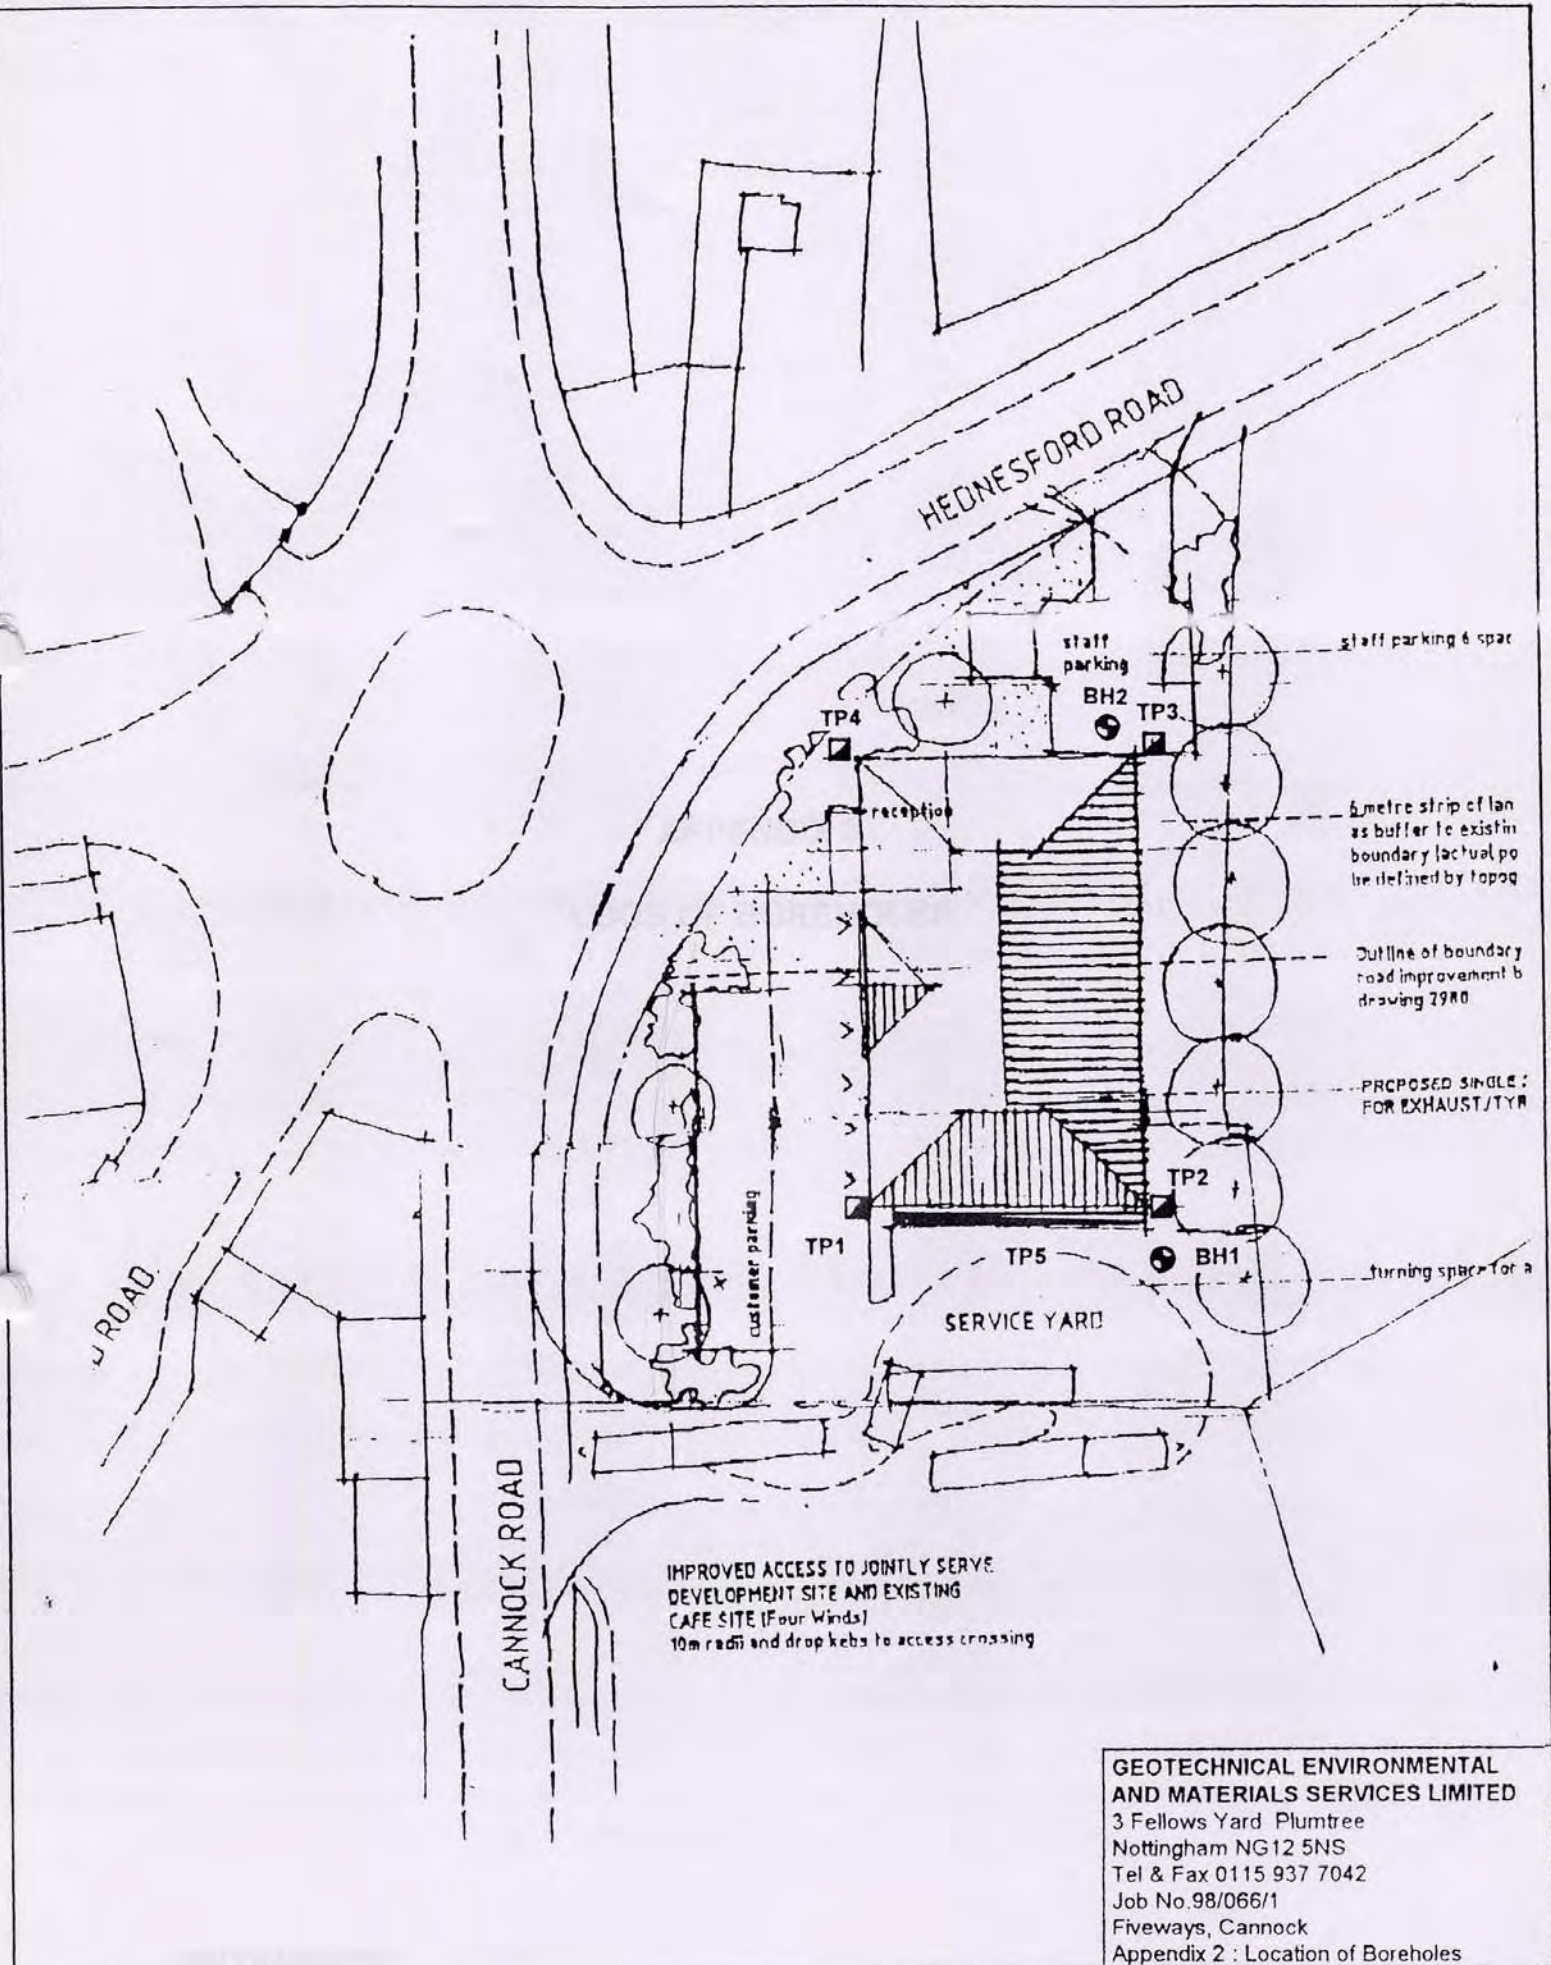 HEDNESFORD ROAD
staff
parking
staff parking 6 spac
BH2
TP3
TP4
reception
6 metre strip of lan
as buffer to existin
boundary (actual po
be defined by topog
Outline of boundary
road improvement b
drawing 2980
PROPOSED SINGLE
FOR EXHAUST/TYR
TP2
TP1
TP5
BH1
customer parking
turning space for a
SERVICE YARD
ROAD
CANNOCK ROAD
IMPROVED ACCESS TO JOINTLY SERVE
DEVELOPMENT SITE AND EXISTING
CAFE SITE (Four Winds)
10m radii and drop kebs to access crossing
GEOTECHNICAL ENVIRONMENTAL
AND MATERIALS SERVICES LIMITED
3 Fellows Yard Plumtree
Nottingham NG12 5NS
Tel & Fax 0115 937 7042
Job No.98/066/1
Fiveways, Cannock
Appendix 2 : Location of Boreholes